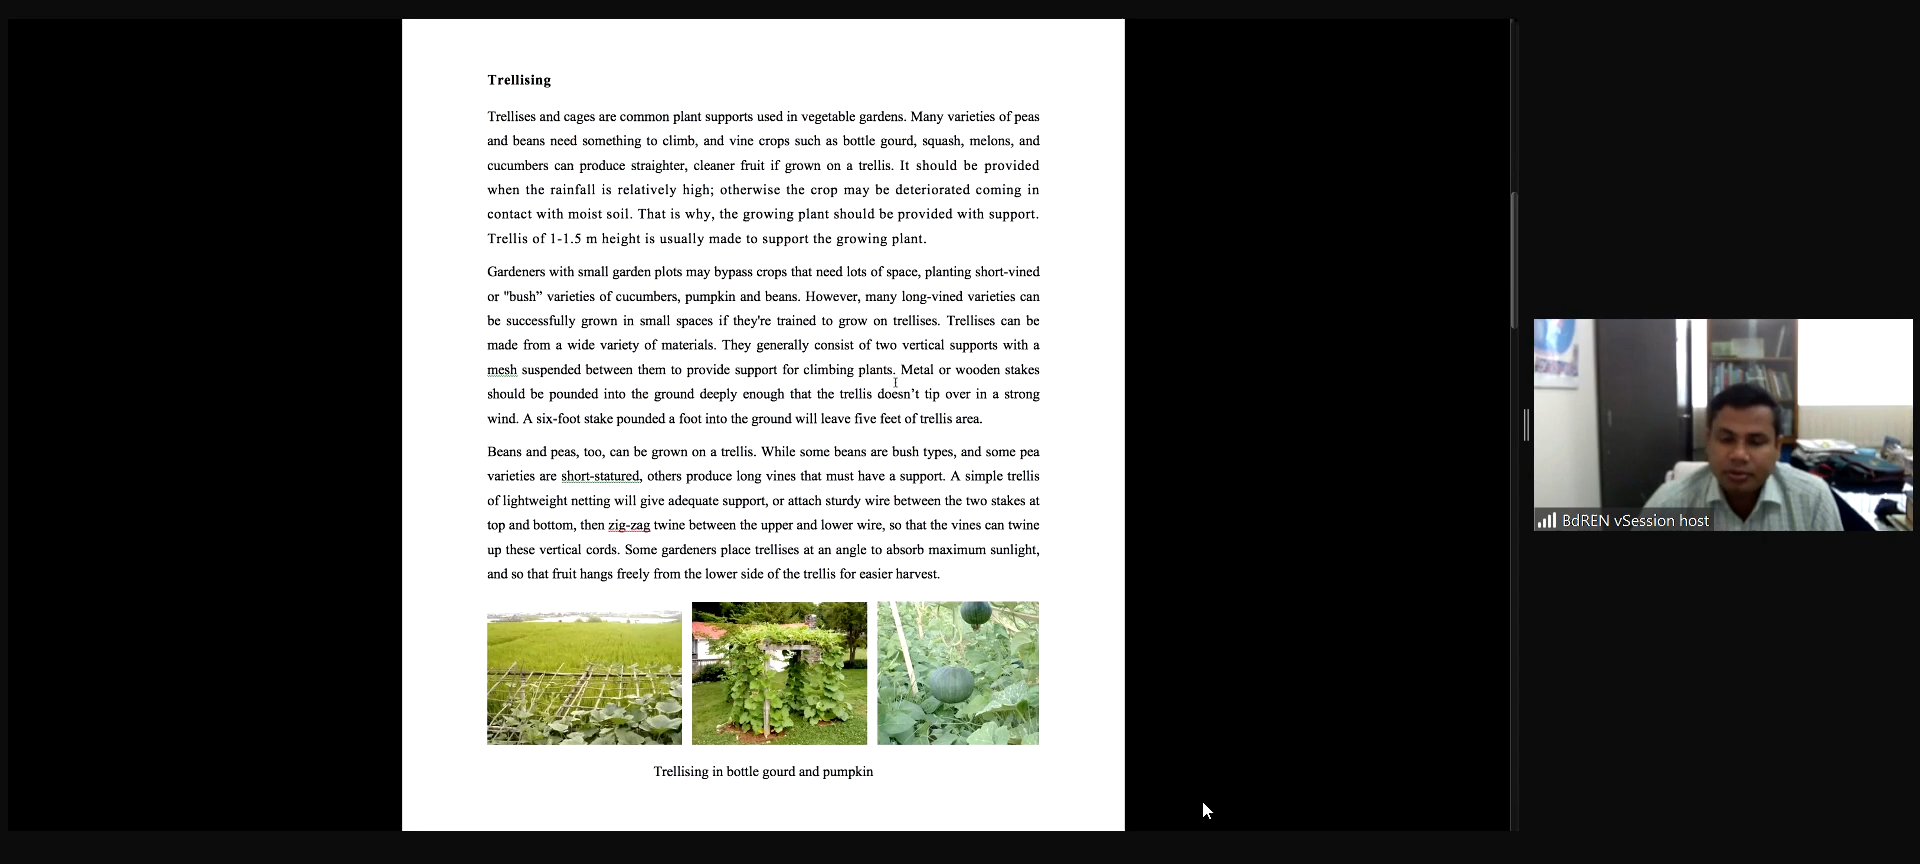 Trellising
Trellises and cages are common plant supports used in vegetable gardens. Many varieties of peas
and beans need something to climb, and vine crops such as bottle gourd, squash, melons, and
cucumbers can produce straighter, cleaner fruit if grown on a trellis. It should be provided
when the rainfall is relatively high; otherwise the crop may be deteriorated coming in
contact with moist soil. That is why, the growing plant should be provided with support.
Trellis of 1-1.5 m height is usually made to support the growing plant.
Gardeners with small garden plots may bypass crops that need lots of space, planting short-vined
or "bush” varieties of cucumbers, pumpkin and beans. However, many long-vined varieties can
be successfully grown in small spaces if they're trained to grow on trellises. Trellises can be
made from a wide variety of materials. They generally consist of two vertical supports with a
mesh suspended between them to provide support for climbing plants. Metal or wooden stakes
should be pounded into the ground deeply enough that the trellis doesn’t tip over in a strong
wind. A six-foot stake pounded a foot into the ground will leave five feet of trellis area.
Beans and peas, too, can be grown on a trellis. While some beans are bush types, and some pea
varieties are short-statured, others produce long vines that must have a support. A simple trellis
of lightweight netting will give adequate support, or attach sturdy wire between the two stakes at
top and bottom, then zig-zag twine between the upper and lower wire, so that the vines can twine
up these vertical cords. Some gardeners place trellises at an angle to absorb maximum sunlight,
and so that fruit hangs freely from the lower side of the trellis for easier harvest.
Trellising in bottle gourd and pumpkin
BdREN vSession host